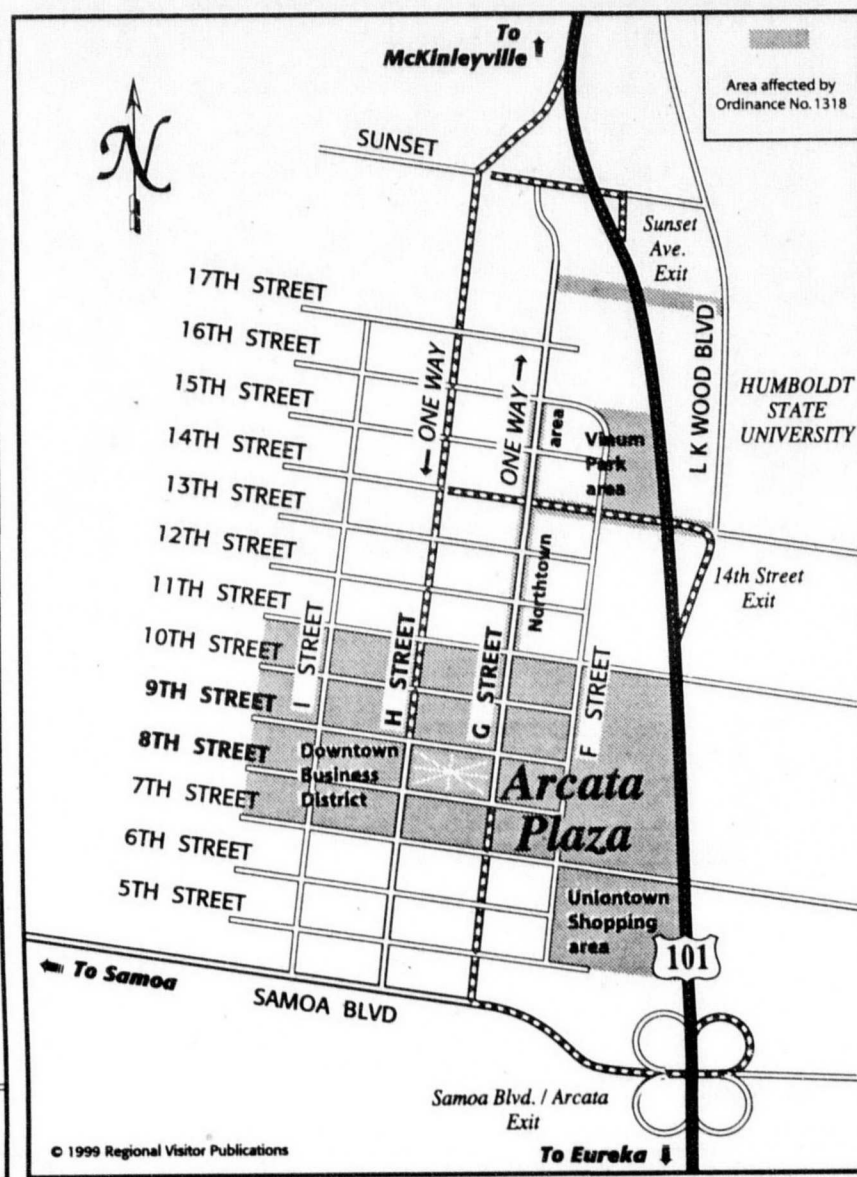 To
McKinleyville
Area affected by
Ordinance No. 1318
N
SUNSET
Sunset
Ave.
Exit
17TH STREET
16TH STREET
15TH STREET
14TH STREET
13TH STREET
12TH STREET
11TH STREET
10TH STREET
9TH STREET
8TH STREET
7TH STREET
6TH STREET
5TH STREET
← ONE WAY
ONE WAY →
L K WOOD BLVD
HUMBOLDT
STATE
UNIVERSITY
Northtown area
Vinum
Park
area
14th Street
Exit
I STREET
H STREET
G STREET
F STREET
Downtown
Business
District
Arcata
Plaza
Uniontown
Shopping
area
101
To Samoa
SAMOA BLVD
Samoa Blvd. / Arcata
Exit
© 1999 Regional Visitor Publications
To Eureka